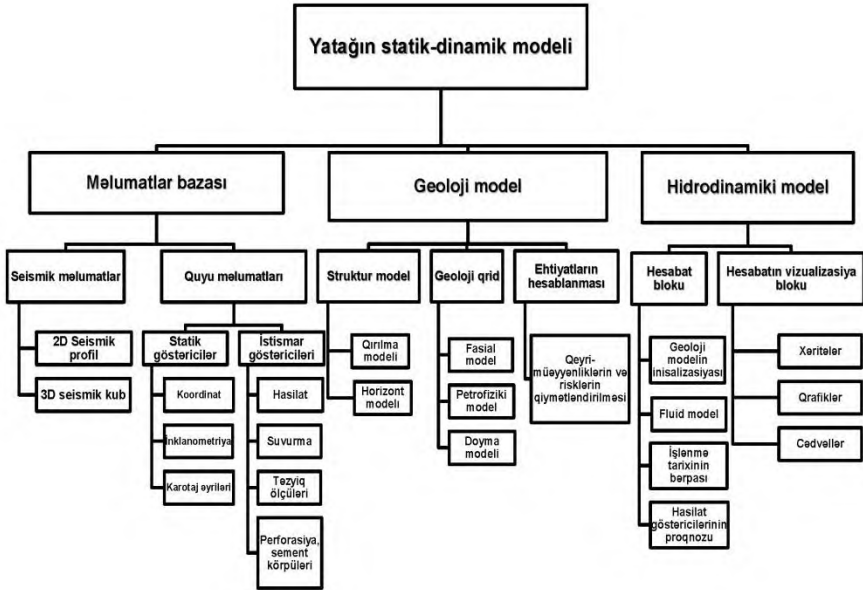 Yatağın statik-dinamik modeli
Məlumatlar bazası
Geoloji model
Hidrodinamiki model
Seismik məlumatlar
Quyu məlumatları
Struktur model
Geoloji qrid
Ehtiyatların
hesablanması
Hesabat
bloku
Hesabatın vizualizasiya
bloku
2D Seismik
profil
3D seismik kub
Statik
göstəricilər
Koordinat
İnklanometriya
Karotaj əyriləri
İstismar
göstəriciləri
Hasilat
Suvurma
Təzyiq
ölçüləri
Perforasiya,
sement
körpüləri
Qırılma
modeli
Horizont
modeli
Fasial model
Petrofiziki model
Doyma
modeli
Qeyri-
müəyyənliklərin və
risklərin
qiymətləndirilməsi
Geoloji
modelin
inisalizasiyası
Fluid model
İşlənmə
tarixinin
bərpası
Hasilat
göstəricilərinin
proqnozu
Xəritələr
Qrafiklər
Cədvəllər